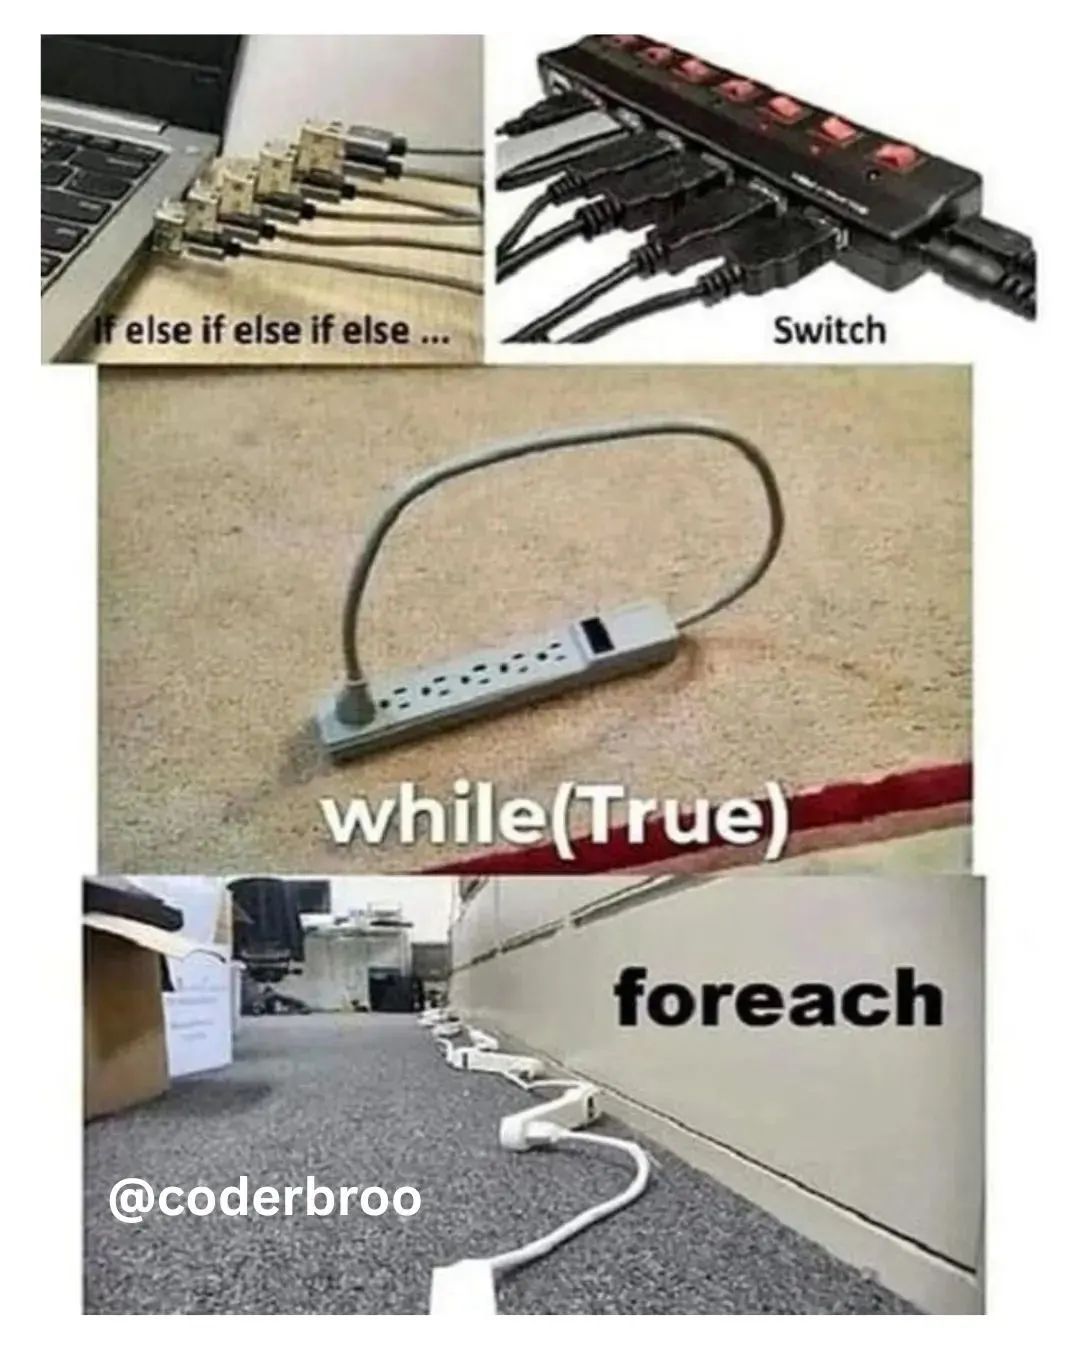 If else if else if else ...
Switch
while(True)
foreach
@coderbroo